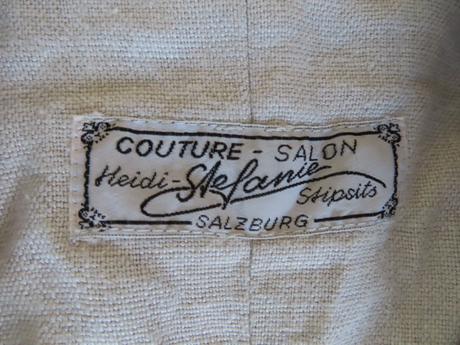 COUTURE - SALON
Heidi - Stefanie Stipsits
SALZBURG